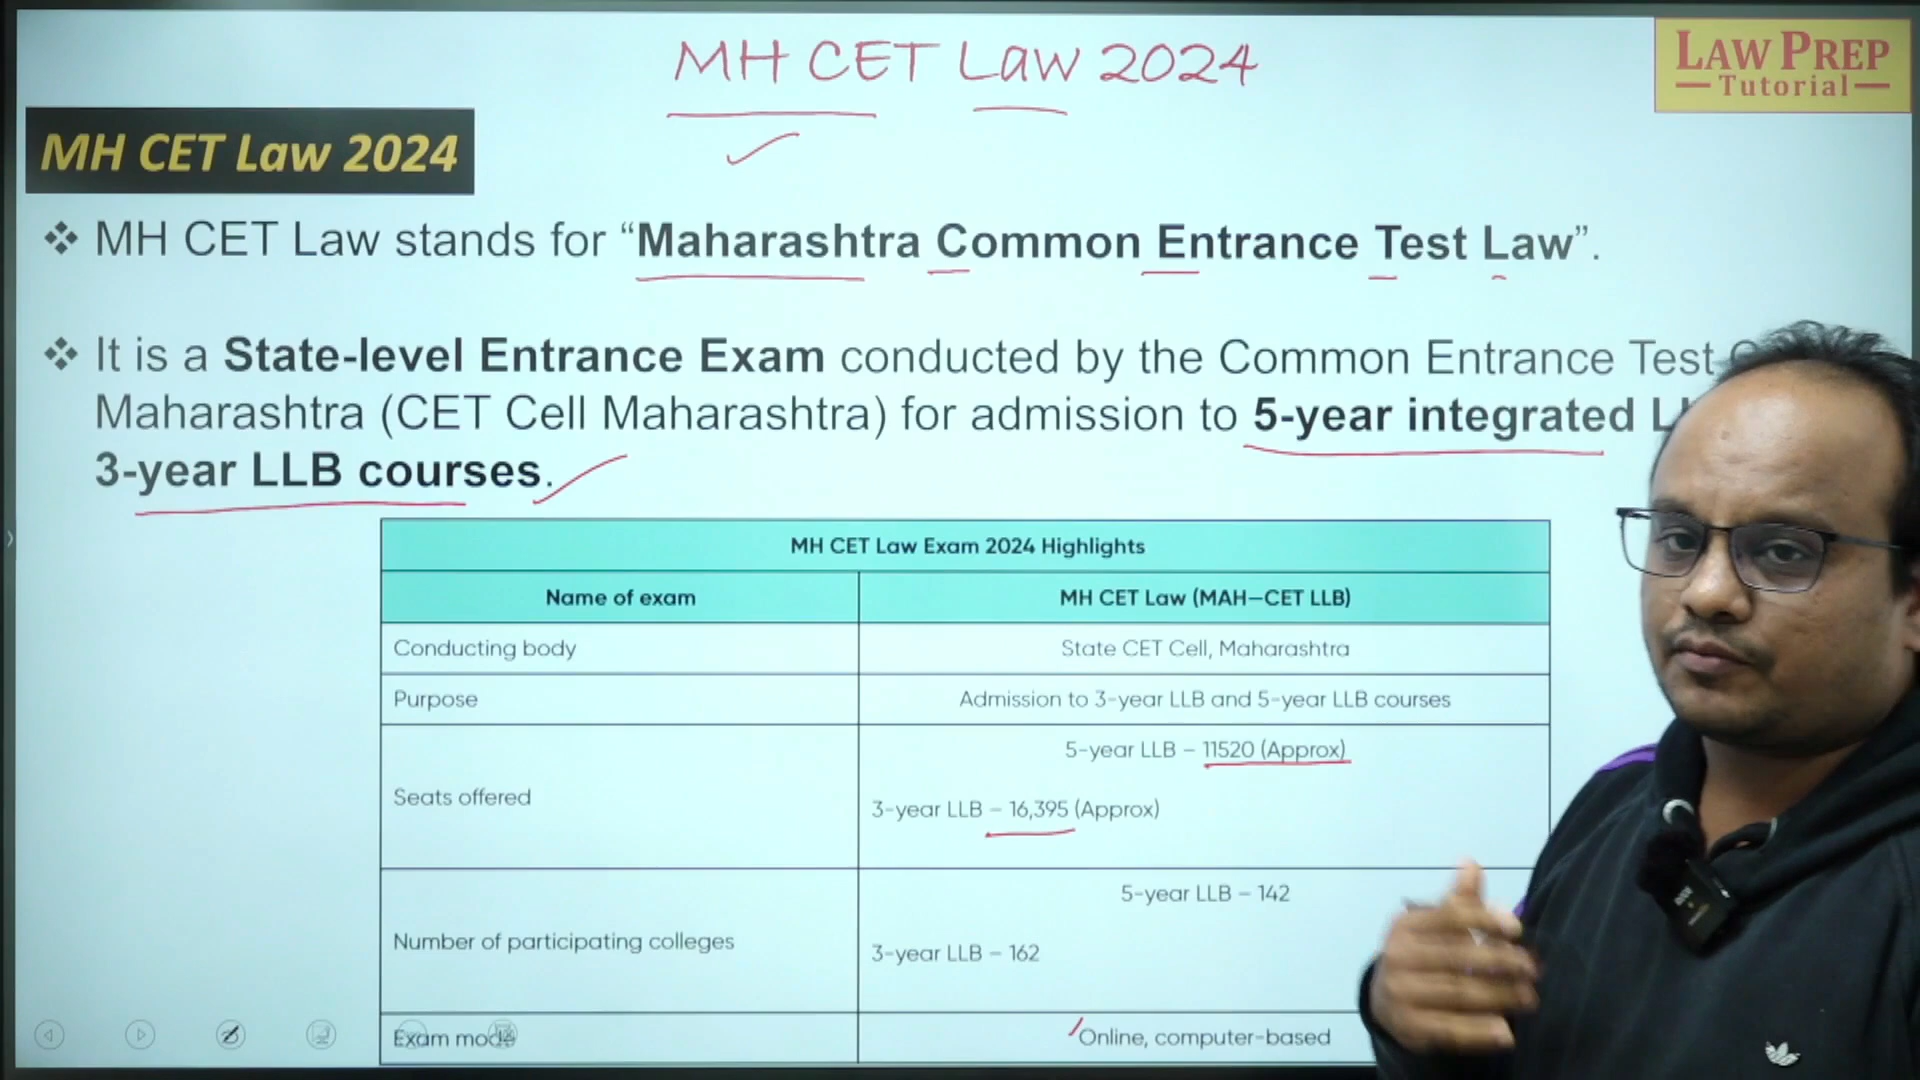 MH CET Law 2024
LAW PREP
Tutorial
MH CET Law 2024
❖ MH CET Law stands for “Maharashtra Common Entrance Test Law”.
❖ It is a State-level Entrance Exam conducted by the Common Entrance Test
Maharashtra (CET Cell Maharashtra) for admission to 5-year integrated
3-year LLB courses.
MH CET Law Exam 2024 Highlights
Name of exam MH CET Law (MAH–CET LLB)
Conducting body State CET Cell, Maharashtra
Purpose Admission to 3-year LLB and 5-year LLB courses
5-year LLB – 11520 (Approx)
Seats offered
3-year LLB – 16,395 (Approx)
5-year LLB – 142
Number of participating colleges
3-year LLB – 162
Exam mode Online, computer-based